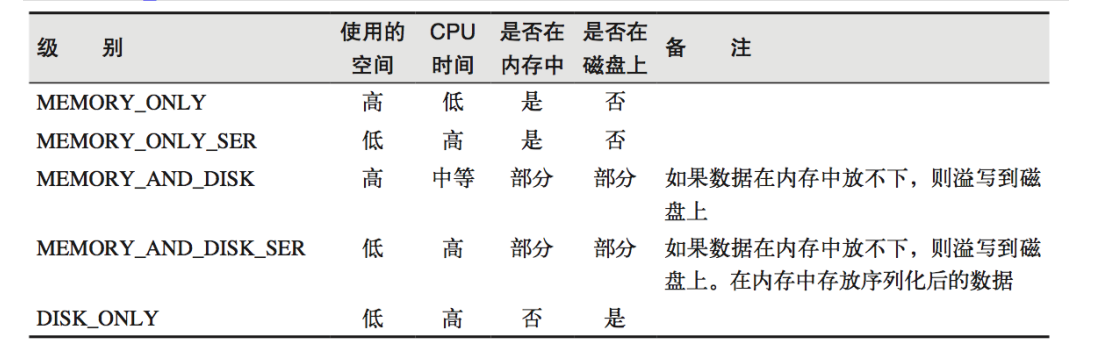 级 别 使用的空间 CPU时间 是否在内存中 是否在磁盘上 备 注
MEMORY_ONLY 高 低 是 否
MEMORY_ONLY_SER 低 高 是 否
MEMORY_AND_DISK 高 中等 部分 部分 如果数据在内存中放不下，则溢写到磁
盘上
MEMORY_AND_DISK_SER 低 高 部分 部分 如果数据在内存中放不下，则溢写到磁
盘上。在内存中存放序列化后的数据
DISK_ONLY 低 高 否 是